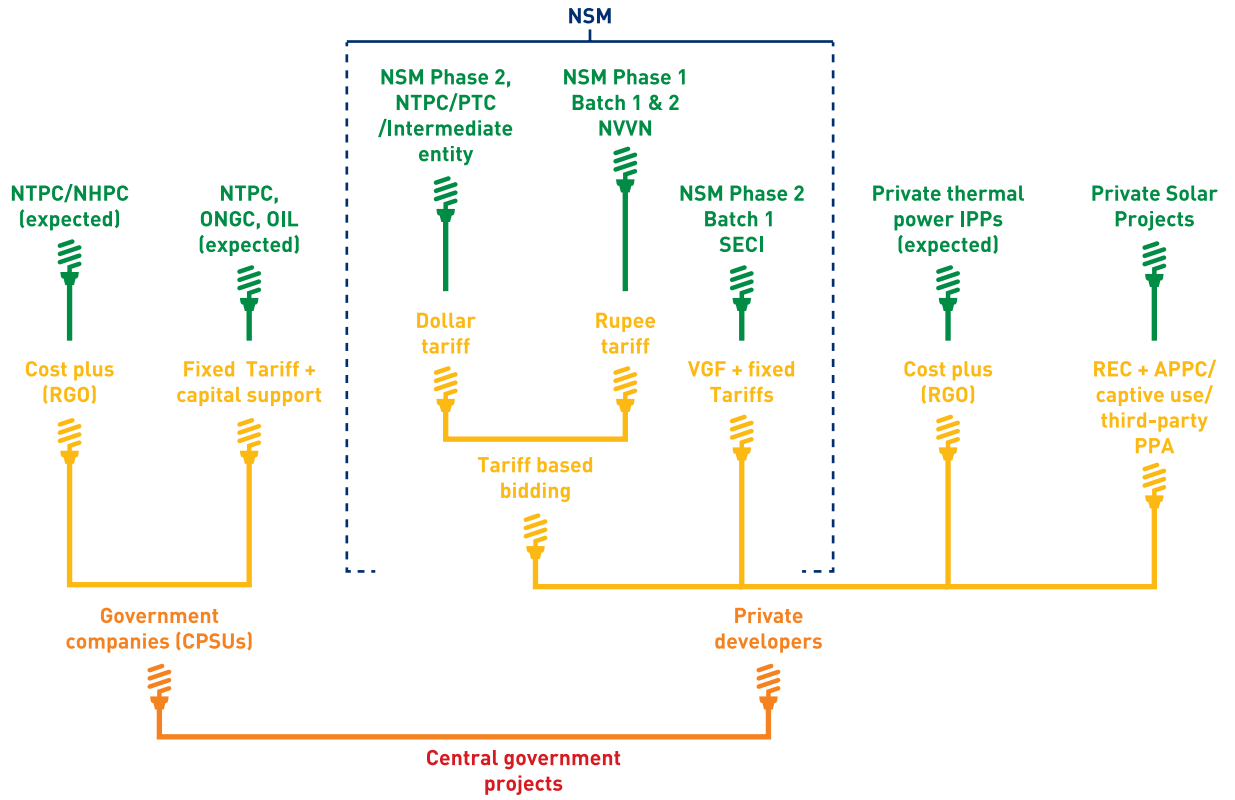 NSM
NSM Phase 2,
NTPC/PTC
/Intermediate
entity
NSM Phase 1
Batch 1 & 2
NVVN
NTPC/NHPC
(expected)
NTPC,
ONGC, OIL
(expected)
NSM Phase 2
Batch 1
SECI
Private thermal
power IPPs
(expected)
Private Solar
Projects
Dollar
tariff
Rupee
tariff
Cost plus
(RGO)
Fixed Tariff +
capital support
VGF + fixed
Tariffs
Cost plus
(RGO)
REC + APPC/
captive use/
third-party
PPA
Tariff based
bidding
Government
companies (CPSUs)
Private
developers
Central government
projects